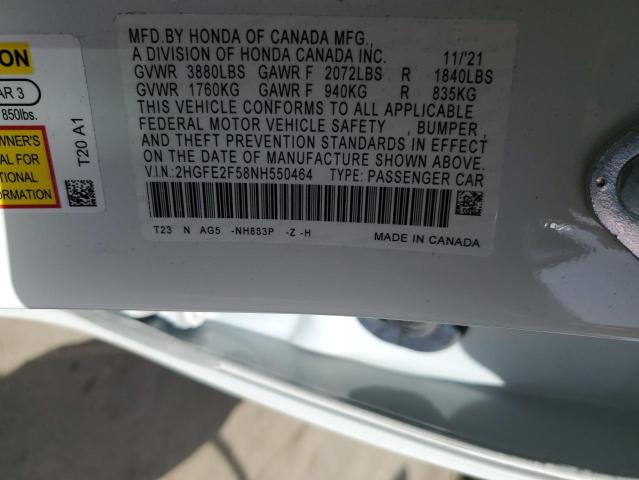 MFD.BY HONDA OF CANADA MFG.,
A DIVISION OF HONDA CANADA INC. 11/'21
GVWR 3880LBS GAWR F 2072LBS R 1840LBS
GVWR 1760KG GAWR F 940KG R 835KG
THIS VEHICLE CONFORMS TO ALL APPLICABLE
FEDERAL MOTOR VEHICLE SAFETY , BUMPER,
AND THEFT PREVENTION STANDARDS IN EFFECT
ON THE DATE OF MANUFACTURE SHOWN ABOVE.
V.I.N.:2HGFE2F58NH550464 TYPE: PASSENGER CAR
T23 N AG5 -NH883P -Z -H MADE IN CANADA
AR 3
850lbs.
WNER'S
AL FOR
TIONAL
ORMATION
T20 A1